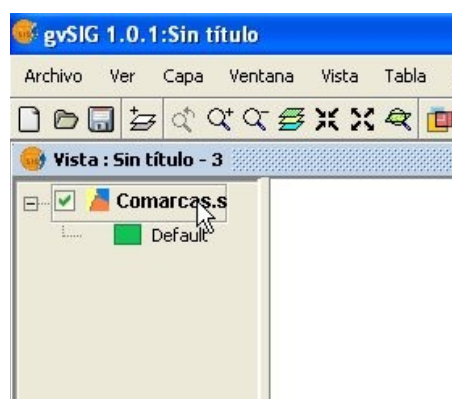 gvSIG 1.0.1:Sin título
Archivo Ver Capa Ventana Vista Tabla
Vista : Sin título - 3
Comarcas.s
Default